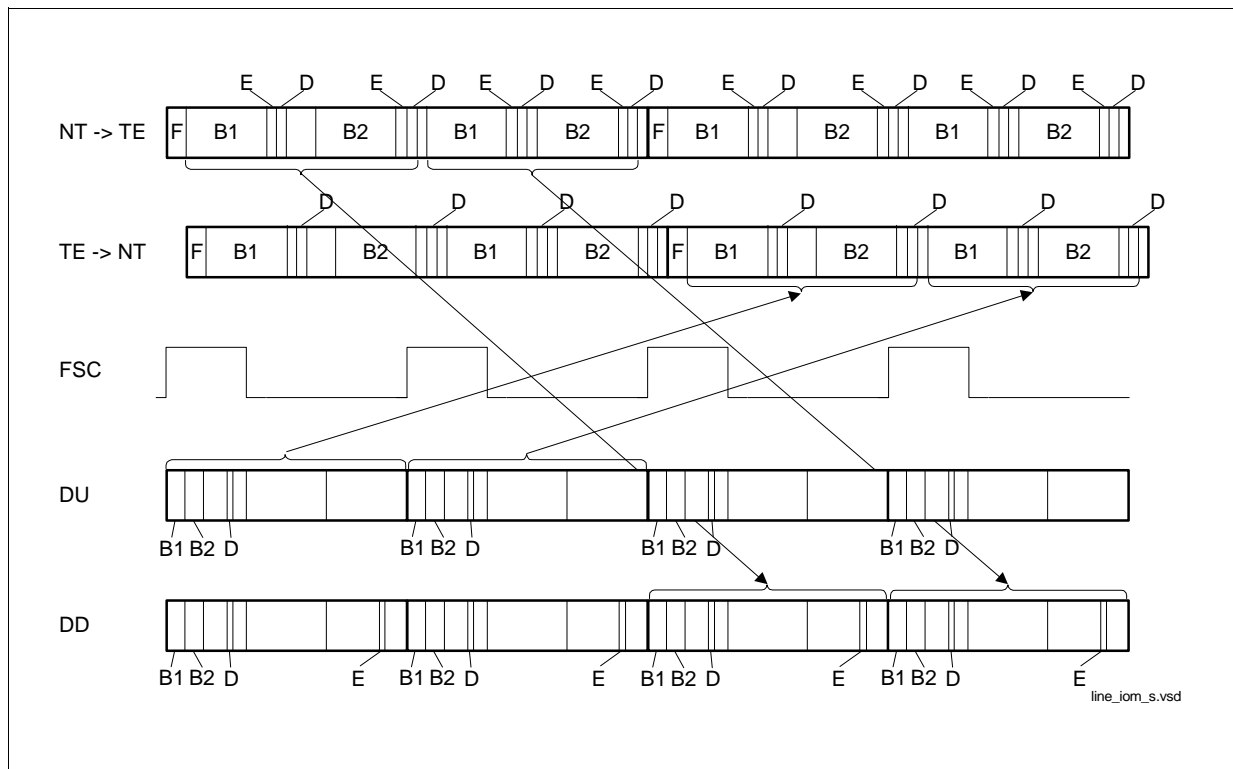 E D E D E D E D E D E D E D E D
NT -> TE F B1 B2 B1 B2 F B1 B2 B1 B2
D D D D D D D D
TE -> NT F B1 B2 B1 B2 F B1 B2 B1 B2
FSC
DU
B1 B2 D B1 B2 D B1 B2 D B1 B2 D
DD
B1 B2 D E B1 B2 D E B1 B2 D E B1 B2 D E
line_iom_s.vsd